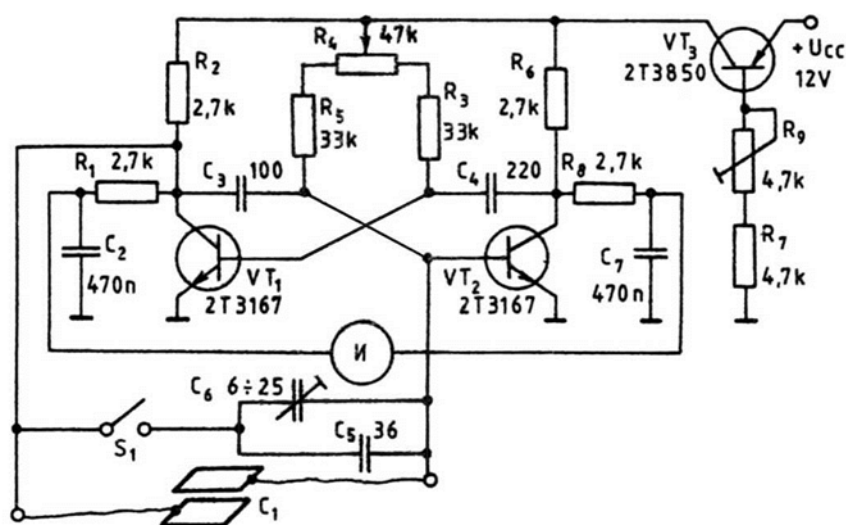 R4 47k
VT3
2T3850
+Ucc
12V
R2
2,7k
R6
2,7k
R5
33k
R3
33k
R9
4,7k
R1 2,7k
C3 100
C4 220
R8 2,7k
C2
470n
VT1
2T3167
VT2
2T3167
C7
470n
R7
4,7k
И
C6 6÷25
S1
C5 36
C1